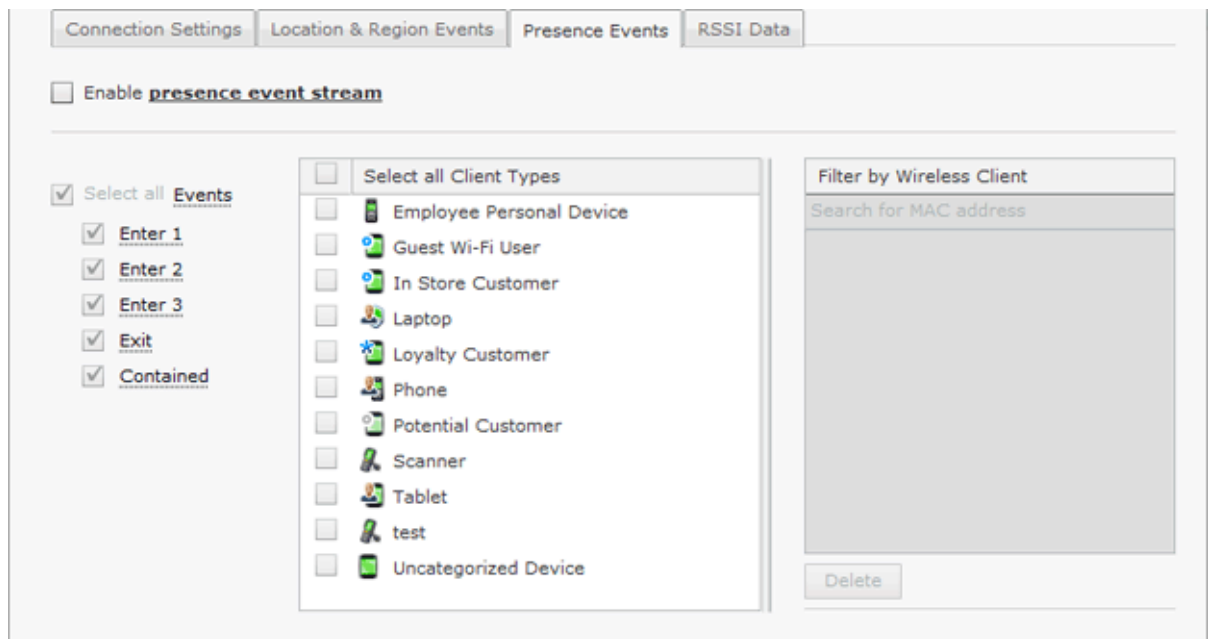 Connection Settings Location & Region Events Presence Events RSSI Data
Enable presence event stream
Select all Events
Enter 1
Enter 2
Enter 3
Exit
Contained
Select all Client Types
Employee Personal Device
Guest Wi-Fi User
In Store Customer
Laptop
Loyalty Customer
Phone
Potential Customer
Scanner
Tablet
test
Uncategorized Device
Filter by Wireless Client
Search for MAC address
Delete